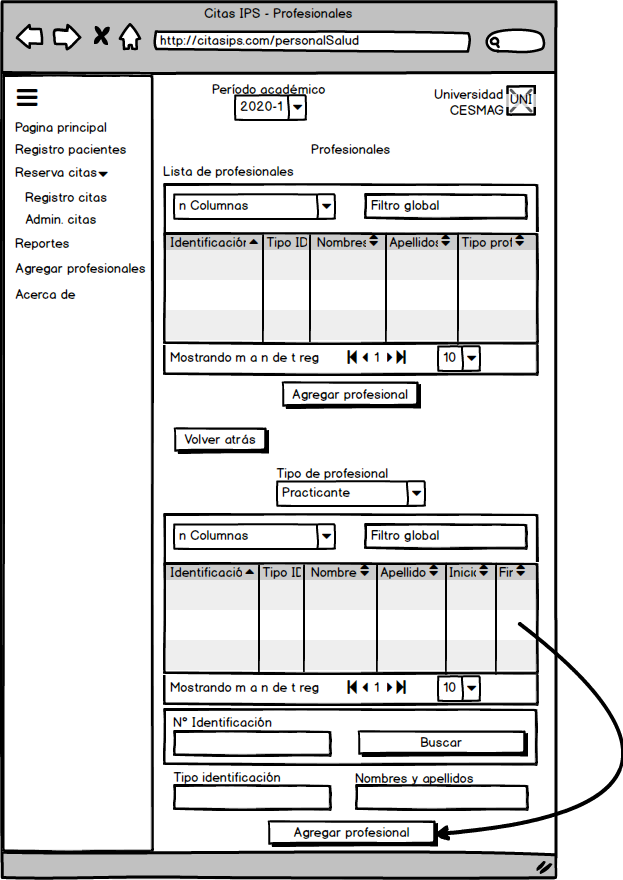 Citas IPS - Profesionales
http://citasips.com/personalSalud
Período académico
2020-1
Universidad
CESMAG
UNI
Pagina principal
Registro pacientes
Reserva citas
Registro citas
Admin. citas
Reportes
Agregar profesionales
Acerca de
Profesionales
Lista de profesionales
n Columnas
Filtro global
Identificación Tipo ID Nombres Apellidos Tipo prof
Mostrando m a n de t reg 1 10
Agregar profesional
Volver atrás
Tipo de profesional
Practicante
n Columnas
Filtro global
Identificació Tipo ID Nombre Apellido Inicio Fin
Mostrando m a n de t reg 1 10
N° Identificación
Buscar
Tipo identificación
Nombres y apellidos
Agregar profesional